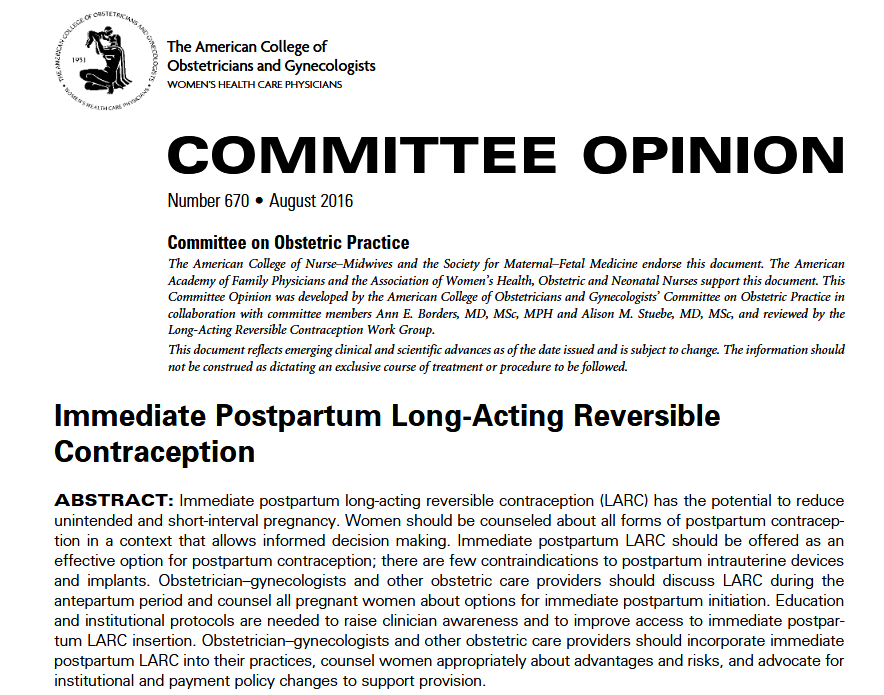 THE AMERICAN COLLEGE OF OBSTETRICIANS AND GYNECOLOGISTS
1951
WOMEN'S HEALTH CARE PHYSICIANS
The American College of
Obstetricians and Gynecologists
WOMEN'S HEALTH CARE PHYSICIANS
COMMITTEE OPINION
Number 670 • August 2016
Committee on Obstetric Practice
The American College of Nurse–Midwives and the Society for Maternal–Fetal Medicine endorse this document. The American
Academy of Family Physicians and the Association of Women's Health, Obstetric and Neonatal Nurses support this document. This
Committee Opinion was developed by the American College of Obstetricians and Gynecologists' Committee on Obstetric Practice in
collaboration with committee members Ann E. Borders, MD, MSc, MPH and Alison M. Stuebe, MD, MSc, and reviewed by the
Long-Acting Reversible Contraception Work Group.
This document reflects emerging clinical and scientific advances as of the date issued and is subject to change. The information should
not be construed as dictating an exclusive course of treatment or procedure to be followed.
Immediate Postpartum Long-Acting Reversible
Contraception
ABSTRACT: Immediate postpartum long-acting reversible contraception (LARC) has the potential to reduce
unintended and short-interval pregnancy. Women should be counseled about all forms of postpartum contracep-
tion in a context that allows informed decision making. Immediate postpartum LARC should be offered as an
effective option for postpartum contraception; there are few contraindications to postpartum intrauterine devices
and implants. Obstetrician–gynecologists and other obstetric care providers should discuss LARC during the
antepartum period and counsel all pregnant women about options for immediate postpartum initiation. Education
and institutional protocols are needed to raise clinician awareness and to improve access to immediate postpar-
tum LARC insertion. Obstetrician–gynecologists and other obstetric care providers should incorporate immediate
postpartum LARC into their practices, counsel women appropriately about advantages and risks, and advocate for
institutional and payment policy changes to support provision.